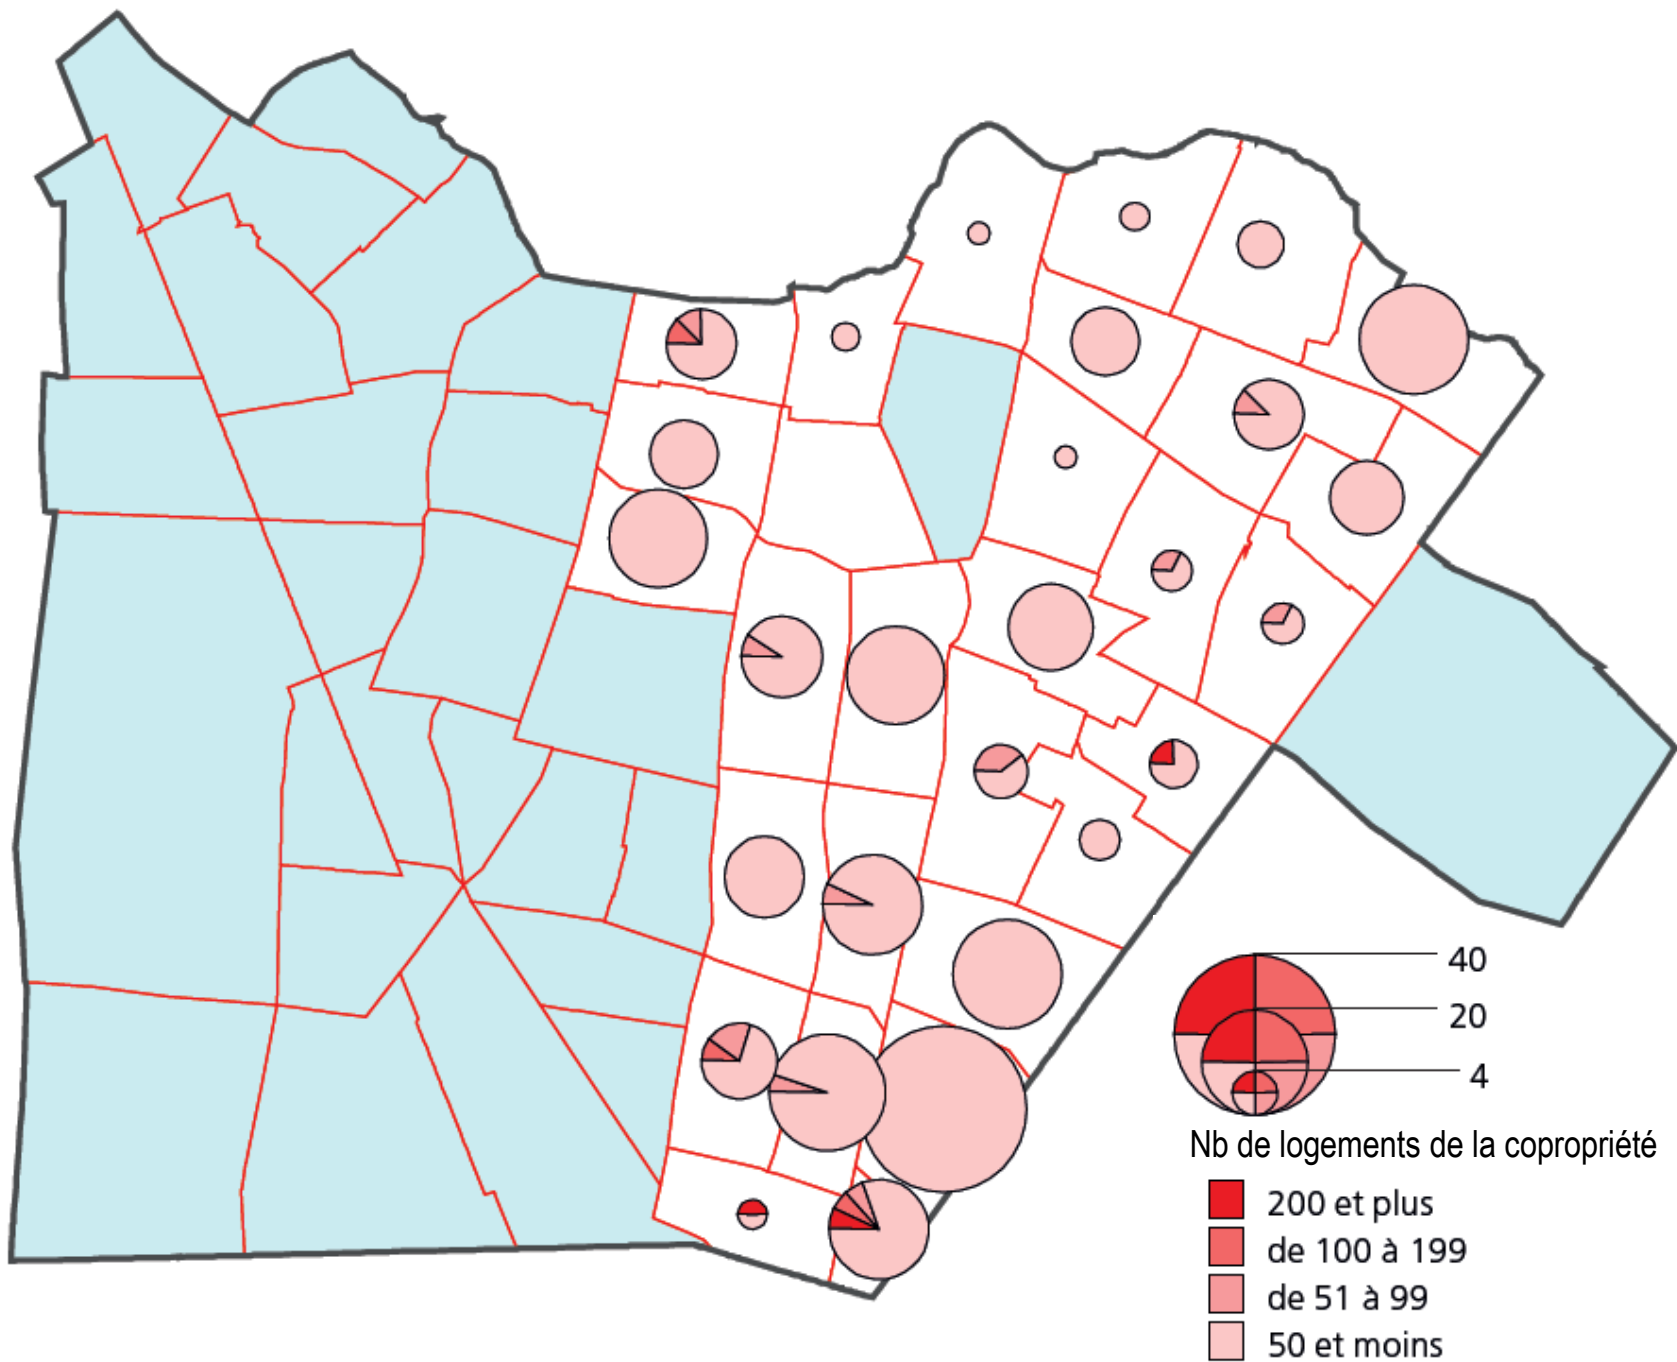 40
20
4
Nb de logements de la copropriété
200 et plus
de 100 à 199
de 51 à 99
50 et moins